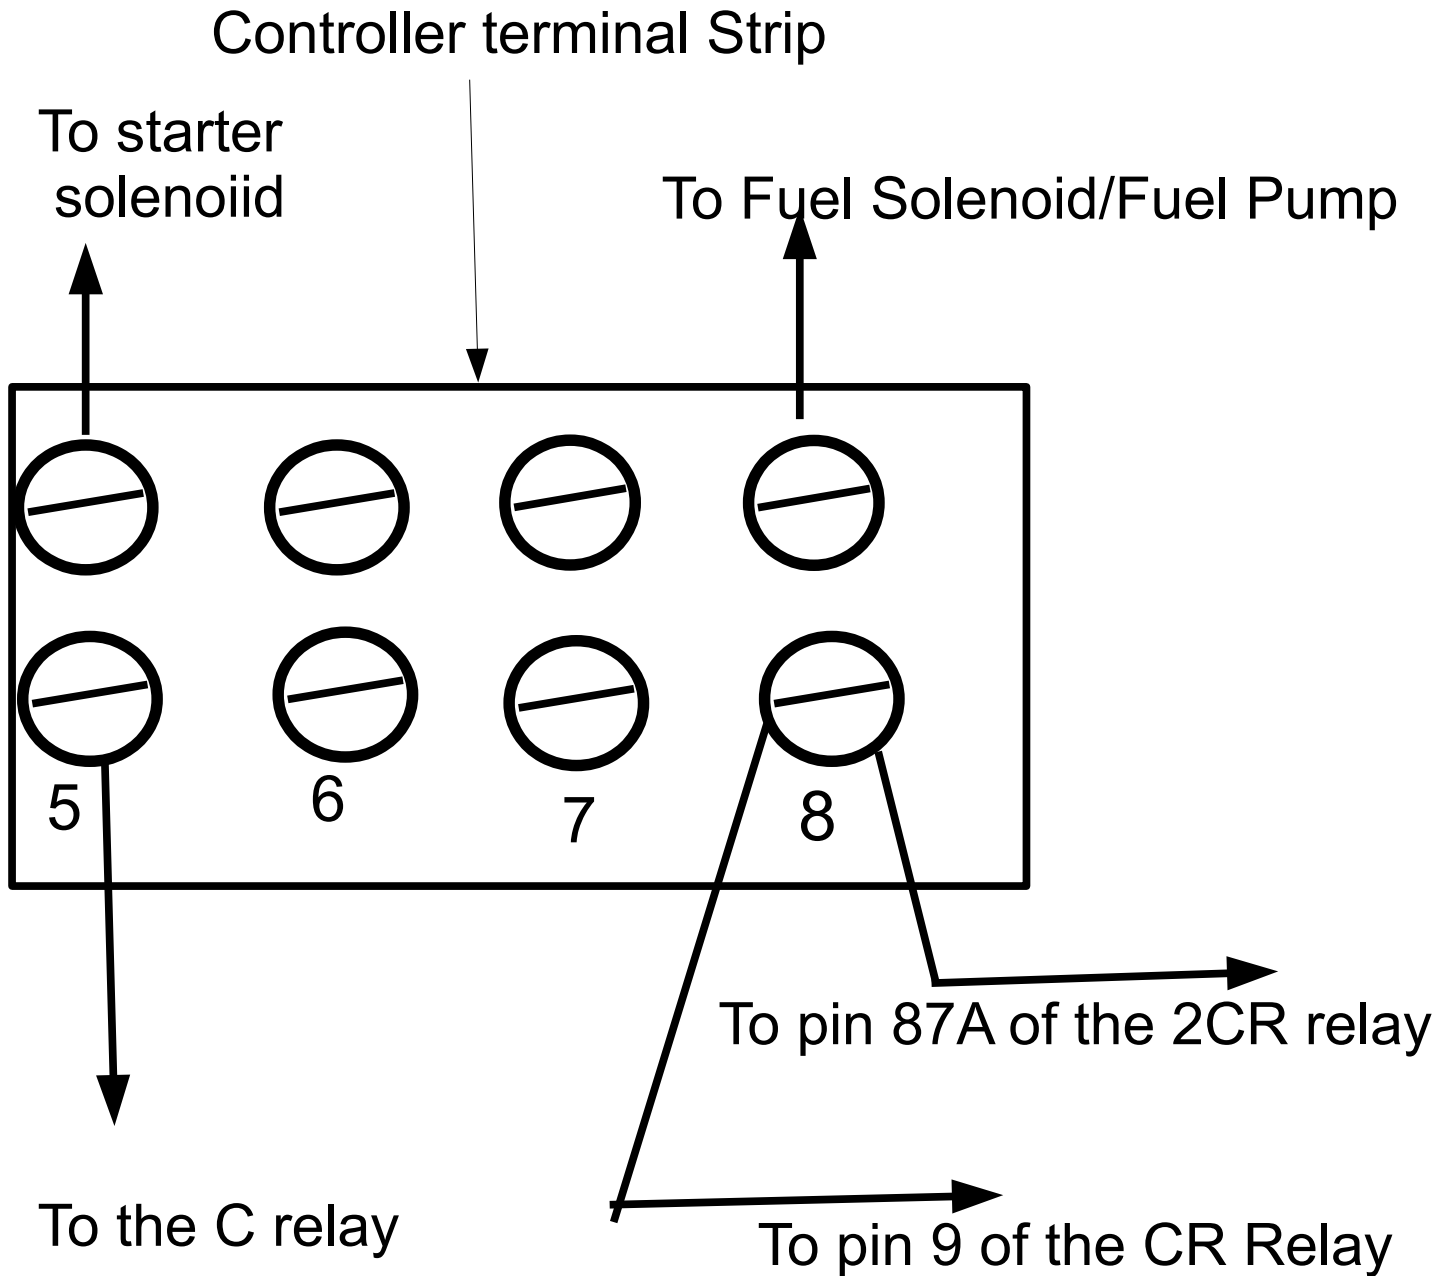 Controller terminal Strip
To starter
solenoiid
To Fuel Solenoid/Fuel Pump
5
6
7
8
To pin 87A of the 2CR relay
To the C relay
To pin 9 of the CR Relay